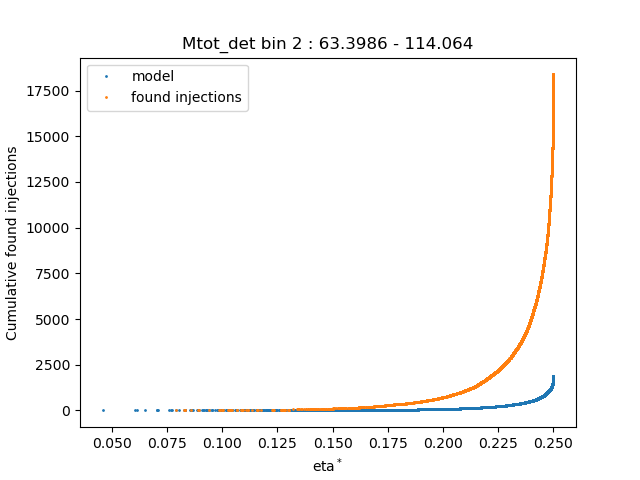 Mtot_det bin 2 : 63.3986 - 114.064
model
found injections
Cumulative found injections
17500
15000
12500
10000
7500
5000
2500
0
0.050 0.075 0.100 0.125 0.150 0.175 0.200 0.225 0.250
eta*